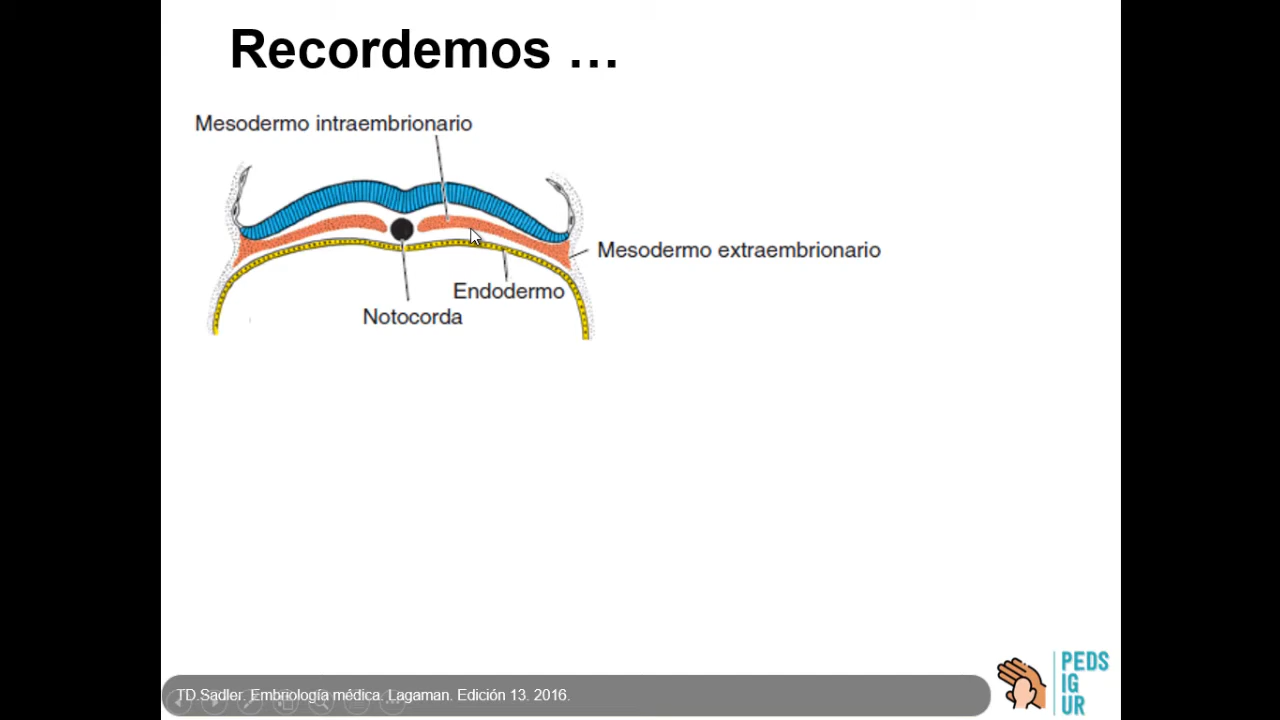 Recordemos ...
Mesodermo intraembrionario
Mesodermo extraembrionario
Endodermo
Notocorda
TD.Sadler. Embriología médica. Lagaman. Edición 13. 2016.
PEDS
IG
UR